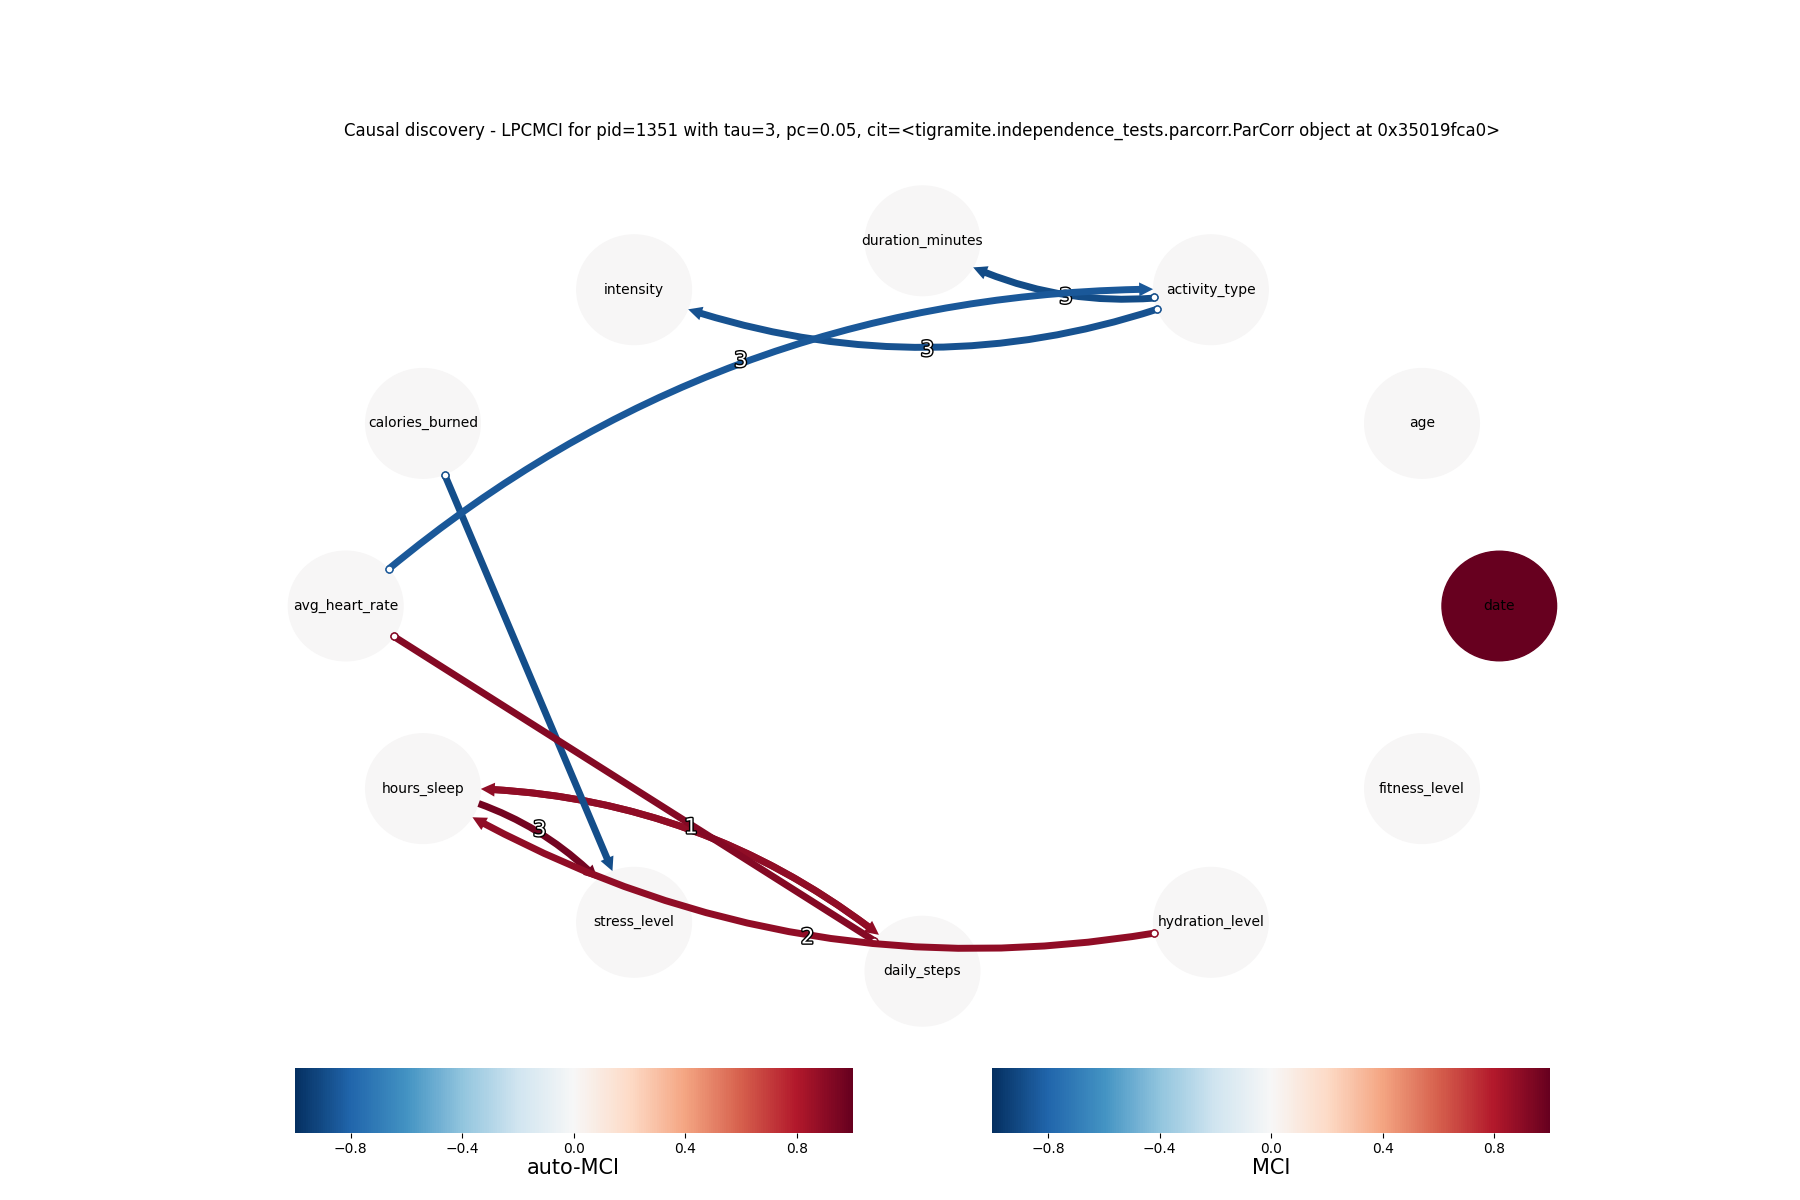 Causal discovery - LPCMCI for pid=1351 with tau=3, pc=0.05, cit=<tigramite.independence_tests.parcorr.ParCorr object at 0x35019fca0>
duration_minutes
intensity
activity_type
3
3
3
calories_burned
age
avg_heart_rate
date
hours_sleep
fitness_level
1
3
stress_level
hydration_level
2
daily_steps
−0.8 −0.4 0.0 0.4 0.8
auto-MCI
−0.8 −0.4 0.0 0.4 0.8
MCI